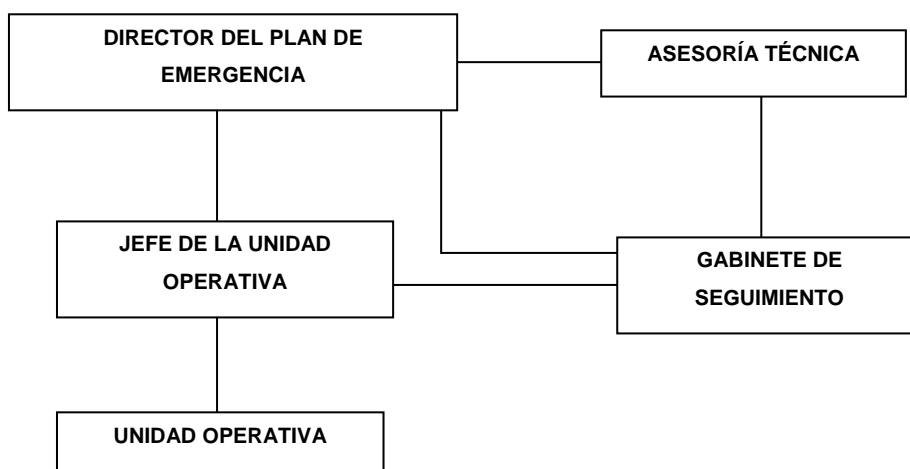 DIRECTOR DEL PLAN DE
EMERGENCIA
ASESORÍA TÉCNICA
JEFE DE LA UNIDAD
OPERATIVA
GABINETE DE
SEGUIMIENTO
UNIDAD OPERATIVA